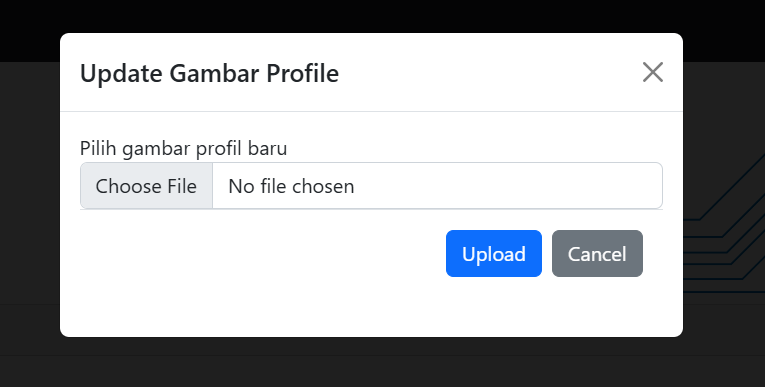 Update Gambar Profile
Pilih gambar profil baru
Choose File No file chosen
Upload Cancel